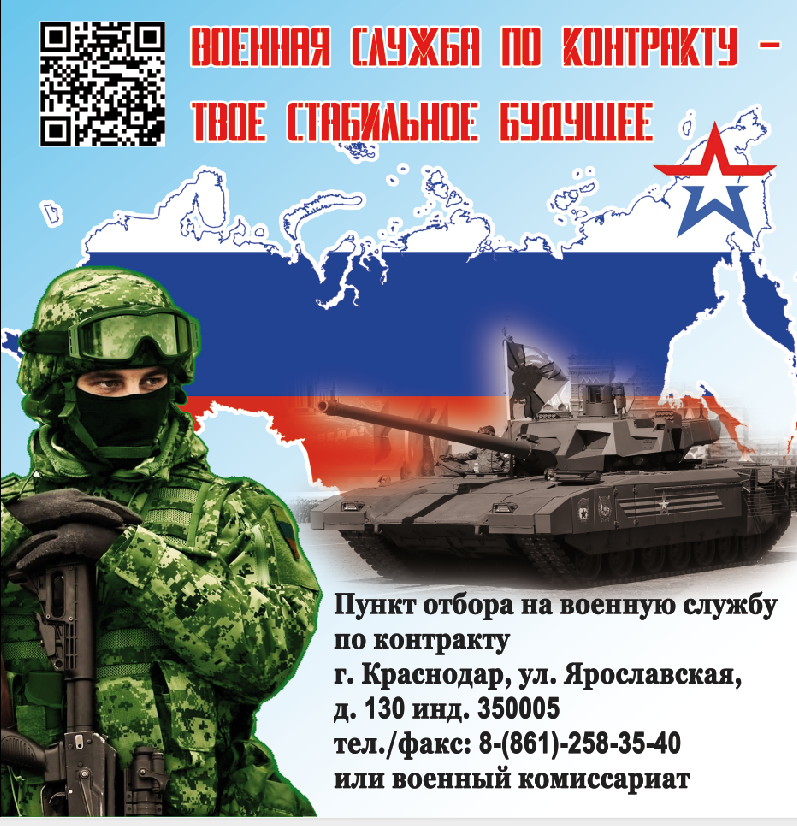 ВОЕННАЯ СЛУЖБА ПО КОНТРАКТУ -
ТВОЕ СТАБИЛЬНОЕ БУДУЩЕЕ
Пункт отбора на военную службу
по контракту
г. Краснодар, ул. Ярославская,
д. 130 инд. 350005
тел./факс: 8-(861)-258-35-40
или военный комиссариат